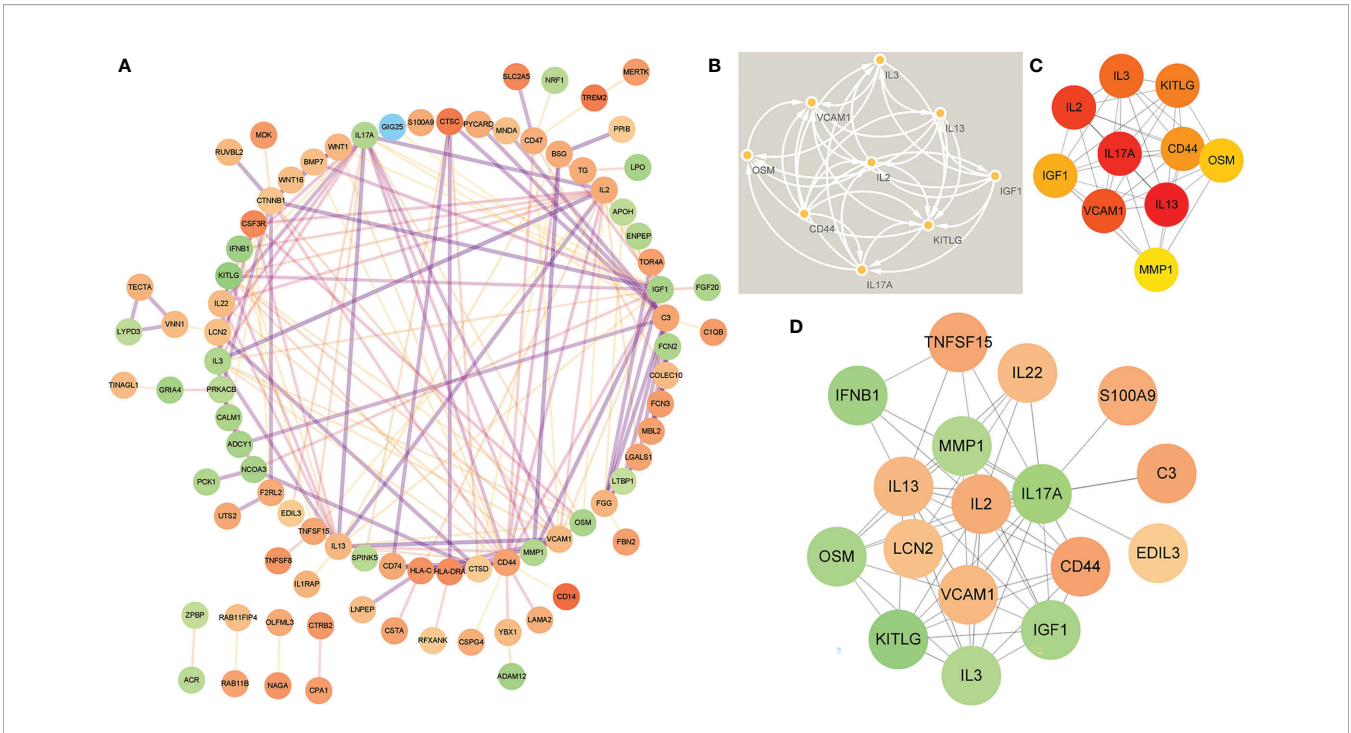 A
SLC2A5
NRF1
MERTK
TREM2
MDK
RUVBL2
WNT1
BMP7
WNT16
CTNNB1
CSF3R
IFNB1
KITLG
IL22
LCN2
IL3
PRKACB
CALM1
ADCY1
NCOA3
F2RL2
EDIL3
TNFSF15
IL13
SPINK5
CD74
HLA-C
HLA-DRA
CTSD
CD44
MMP1
VCAM1
OSM
FGG
LTBP1
LGALS1
MBL2
FCN3
COLEC10
FCN2
C3
IGF1
TOR4A
ENPEP
APOH
IL2
TG
BSG
CD47
MNDA
PYCARD
CTSC
S100A9
GIG25
IL17A
PPIB
LPO
FGF20
C1QB
FBN2
TECTA
LYPD3
VNN1
TINAGL1
GRIA4
PCK1
UTS2
TNFSF8
IL1RAP
LNPEP
CSTA
RFXANK
CSPG4
YBX1
LAMA2
CD14
ADAM12
ZPBP
RAB11FIP4
OLFML3
CTRB2
ACR
RAB11B
NAGA
CPA1
B
IL3
VCAM1
IL13
OSM
IL2
IGF1
CD44
KITLG
IL17A
C
IL3
KITLG
IL2
IL17A
CD44
OSM
IGF1
VCAM1
IL13
MMP1
D
TNFSF15
IL22
IFNB1
S100A9
MMP1
IL13
IL2
IL17A
C3
OSM
LCN2
CD44
EDIL3
VCAM1
KITLG
IGF1
IL3